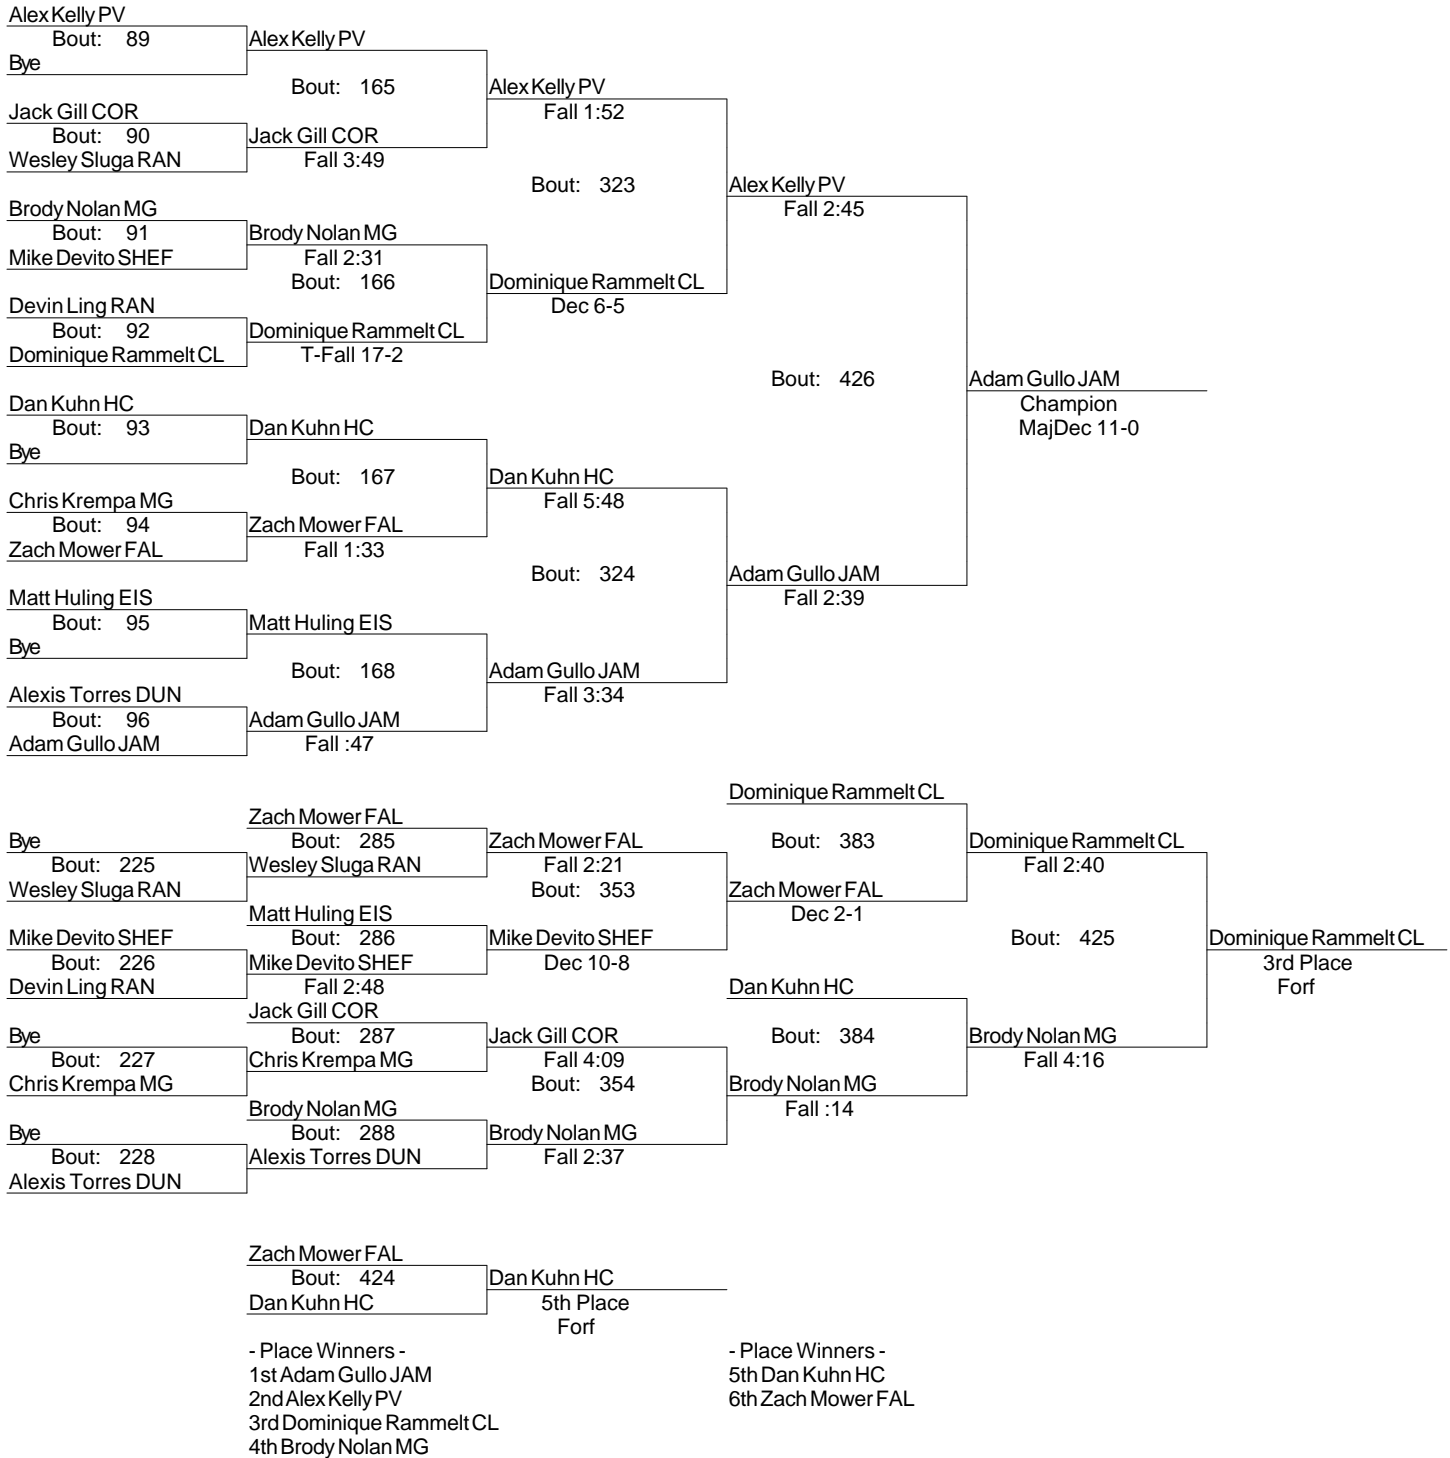 Alex Kelly PV
Bout: 89
Alex Kelly PV
Bye
Bout: 165
Alex Kelly PV
Jack Gill COR
Fall 1:52
Bout: 90
Jack Gill COR
Wesley Sluga RAN
Fall 3:49
Bout: 323
Alex Kelly PV
Brody Nolan MG
Fall 2:45
Bout: 91
Brody Nolan MG
Mike Devito SHEF
Fall 2:31
Bout: 166
Dominique Rammelt CL
Devin Ling RAN
Dec 6-5
Bout: 92
Dominique Rammelt CL
Dominique Rammelt CL
T-Fall 17-2
Bout: 426
Adam Gullo JAM
Dan Kuhn HC
Champion
Bout: 93
Dan Kuhn HC
MajDec 11-0
Bye
Bout: 167
Dan Kuhn HC
Chris Krempa MG
Fall 5:48
Bout: 94
Zach Mower FAL
Zach Mower FAL
Fall 1:33
Bout: 324
Adam Gullo JAM
Matt Huling EIS
Fall 2:39
Bout: 95
Matt Huling EIS
Bye
Bout: 168
Adam Gullo JAM
Alexis Torres DUN
Fall 3:34
Bout: 96
Adam Gullo JAM
Adam Gullo JAM
Fall :47
Dominique Rammelt CL
Zach Mower FAL
Bye
Bout: 285
Zach Mower FAL
Bout: 383
Dominique Rammelt CL
Bout: 225
Wesley Sluga RAN
Fall 2:21
Fall 2:40
Wesley Sluga RAN
Bout: 353
Zach Mower FAL
Matt Huling EIS
Dec 2-1
Mike Devito SHEF
Bout: 286
Mike Devito SHEF
Bout: 425
Dominique Rammelt CL
Bout: 226
Mike Devito SHEF
Dec 10-8
3rd Place
Devin Ling RAN
Fall 2:48
Dan Kuhn HC
Forf
Jack Gill COR
Bye
Bout: 287
Jack Gill COR
Bout: 384
Brody Nolan MG
Bout: 227
Chris Krempa MG
Fall 4:09
Fall 4:16
Chris Krempa MG
Bout: 354
Brody Nolan MG
Brody Nolan MG
Fall :14
Bye
Bout: 288
Brody Nolan MG
Bout: 228
Alexis Torres DUN
Fall 2:37
Alexis Torres DUN
Zach Mower FAL
Bout: 424
Dan Kuhn HC
Dan Kuhn HC
5th Place
Forf
- Place Winners -
1st Adam Gullo JAM
2nd Alex Kelly PV
3rd Dominique Rammelt CL
4th Brody Nolan MG
- Place Winners -
5th Dan Kuhn HC
6th Zach Mower FAL